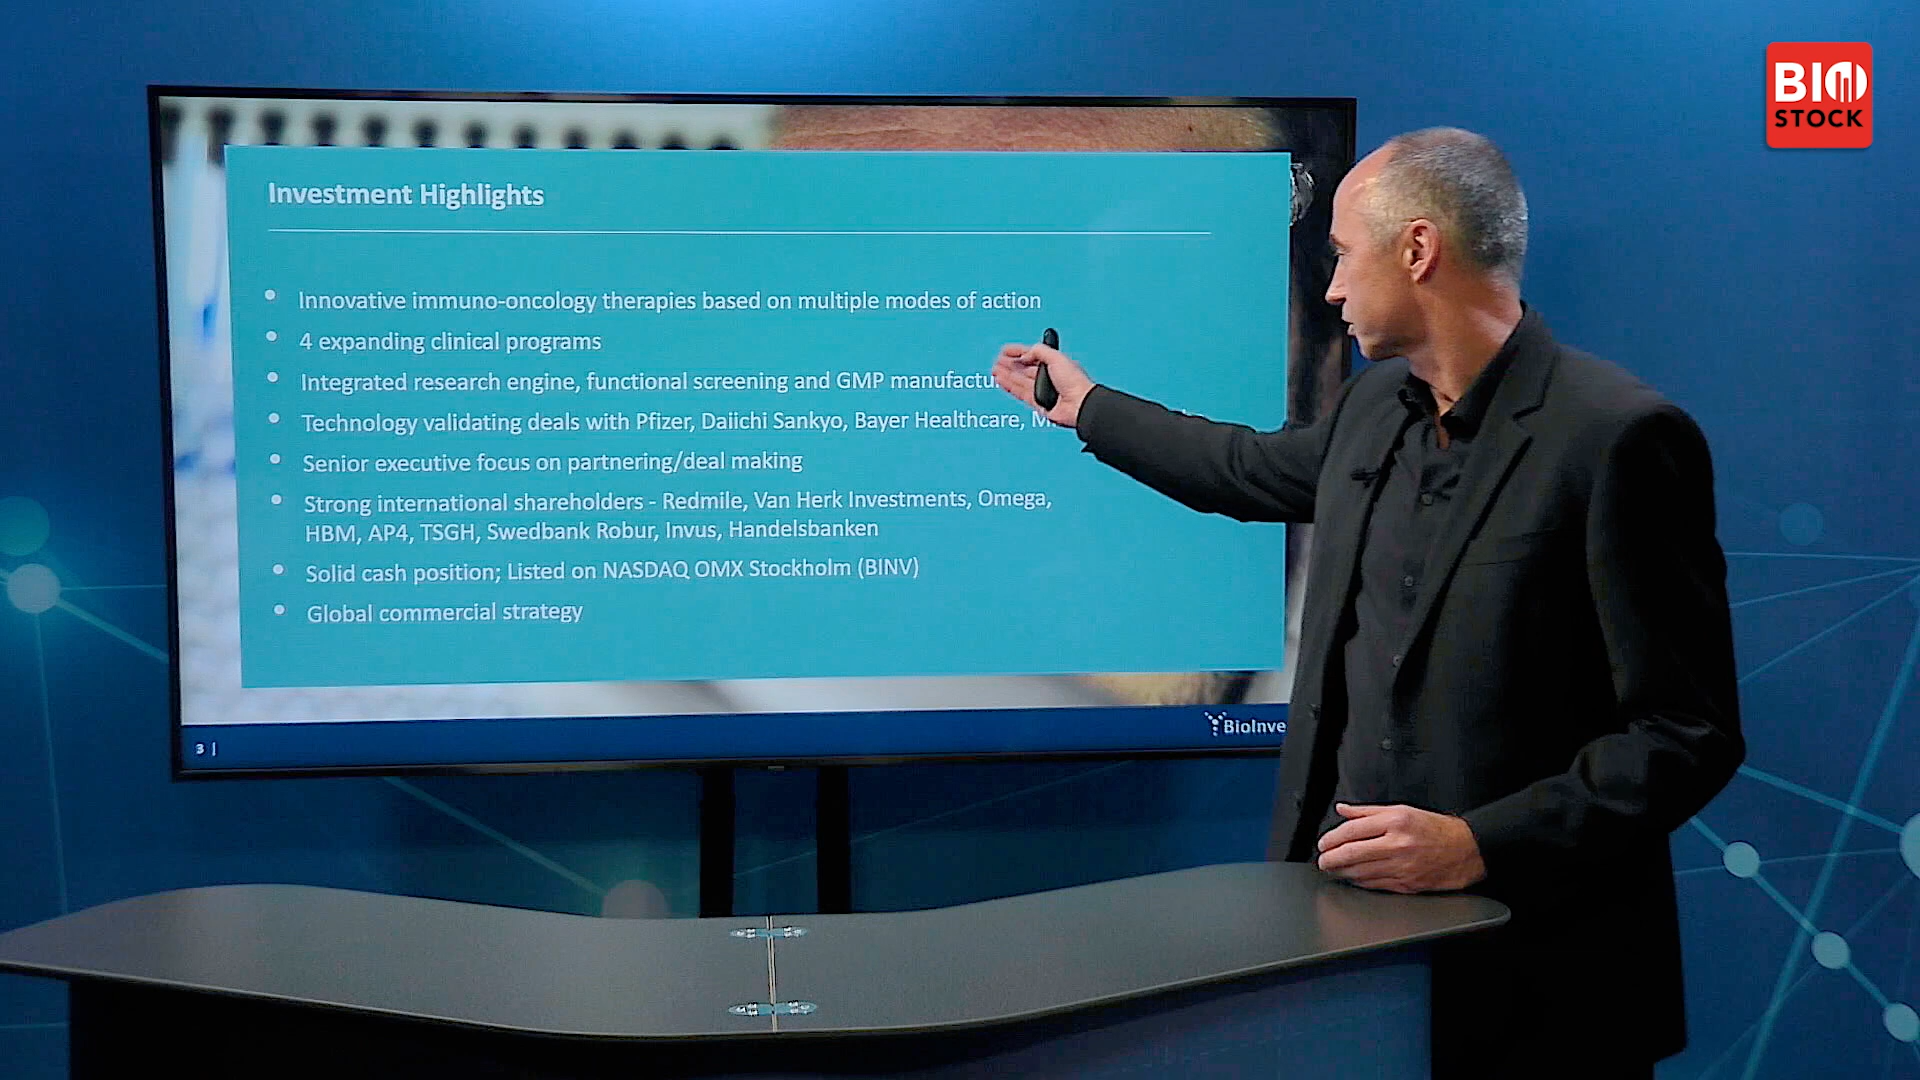 BIO
STOCK
Investment Highlights
• Innovative immuno-oncology therapies based on multiple modes of action
• 4 expanding clinical programs
• Integrated research engine, functional screening and GMP
• Technology validating deals with Pfizer, Daiichi Sankyo, Bayer Healthcare,
• Senior executive focus on partnering/deal making
• Strong international shareholders - Redmile, Van Herk Investments, Omega,
HBM, AP4, TSGH, Swedbank Robur, Invus, Handelsbanken
• Solid cash position; Listed on NASDAQ OMX Stockholm (BINV)
• Global commercial strategy
3 |
BioInve